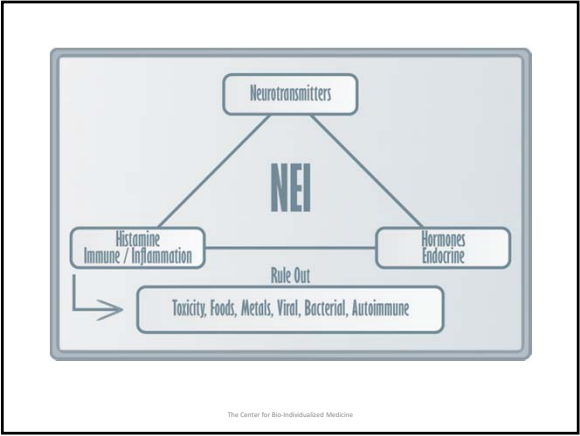 Neurotransmitters
NEI
Histamine
Immune / Inflammation
Hormones
Endocrine
Rule Out
Toxicity, Foods, Metals, Viral, Bacterial, Autoimmune
The Center for Bio-Individualized Medicine